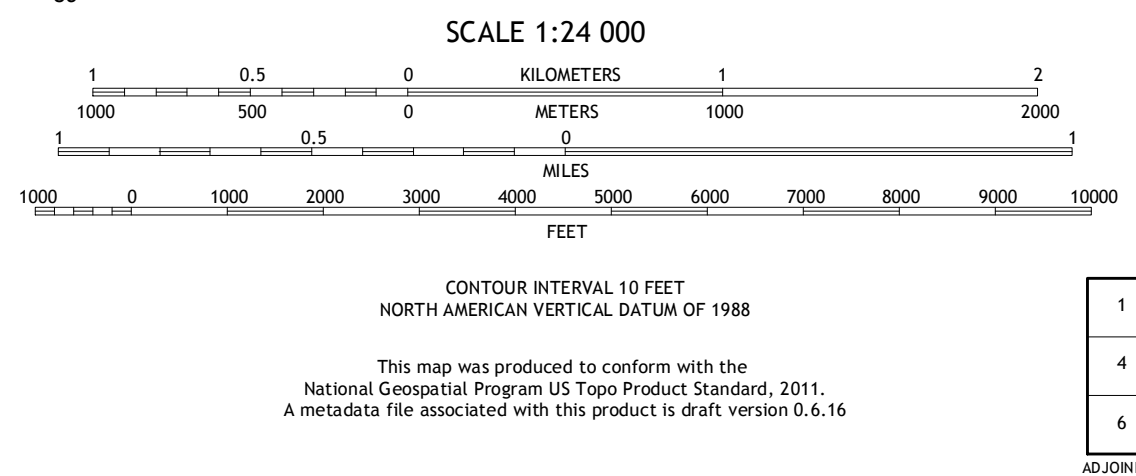 SCALE 1:24 000
1 0.5 0 KILOMETERS 1 2
1000 500 0 METERS 1000 2000
1 0.5 0 1
MILES
1000 0 1000 2000 3000 4000 5000 6000 7000 8000 9000 10000
FEET
CONTOUR INTERVAL 10 FEET
NORTH AMERICAN VERTICAL DATUM OF 1988
This map was produced to conform with the
National Geospatial Program US Topo Product Standard, 2011.
A metadata file associated with this product is draft version 0.6.16
1
4
6